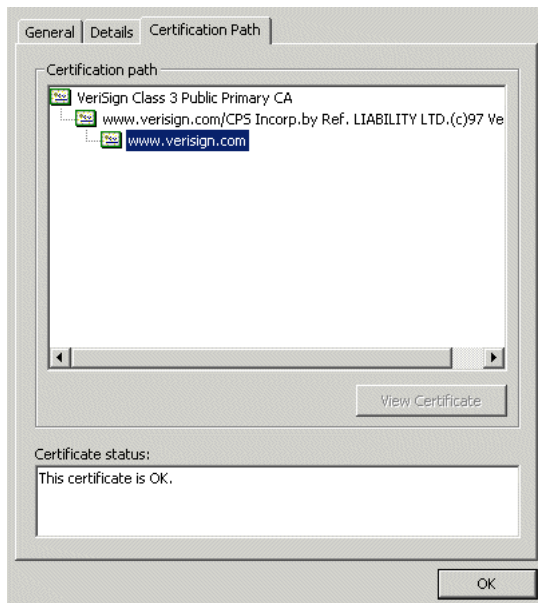 General Details Certification Path
Certification path
VeriSign Class 3 Public Primary CA
www.verisign.com/CPS Incorp.by Ref. LIABILITY LTD.(c)97 Ve
www.verisign.com
View Certificate
Certificate status:
This certificate is OK.
OK